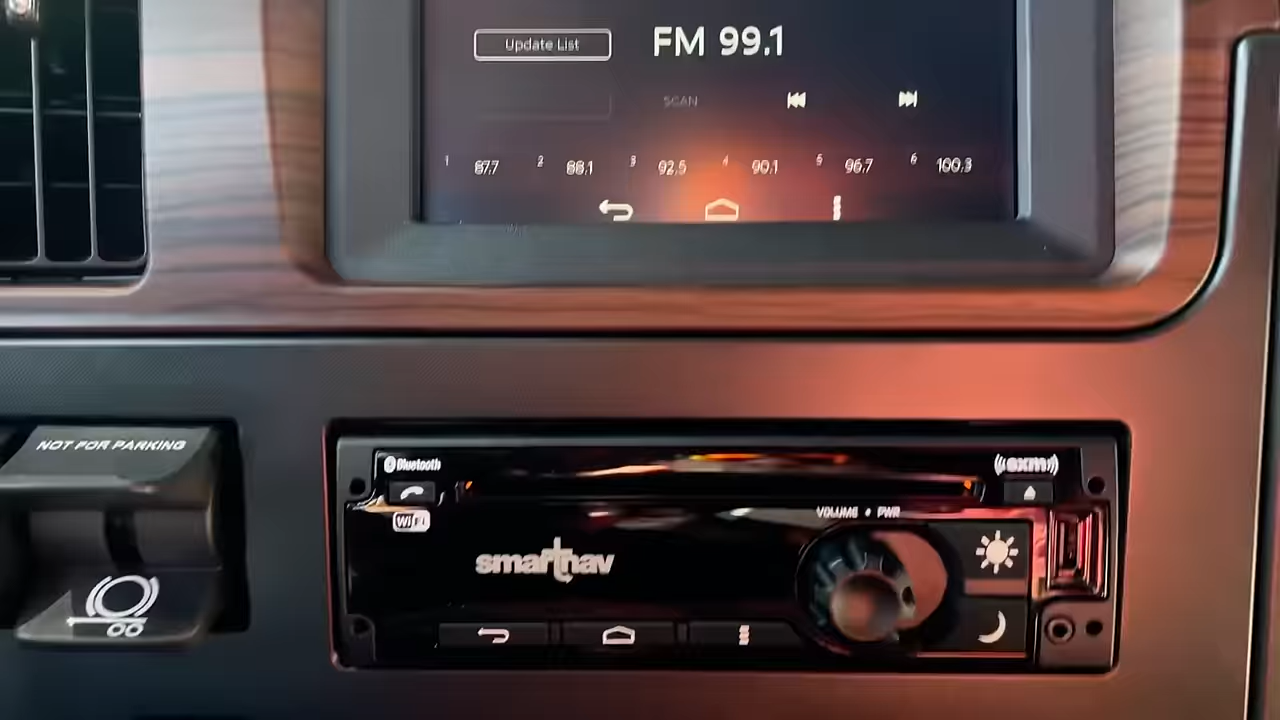 Update List
FM 99.1
SCAN
1 87.7 2 88.1 3 92.5 4 90.1 5 96.7 6 100.3
NOT FOR PARKING
Bluetooth
((sxm))
WiFi
VOLUME • PWR
smartnav